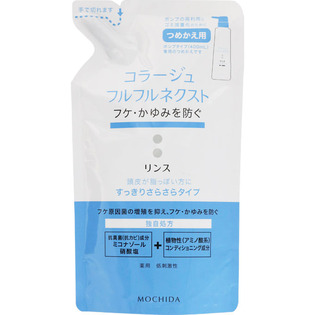 手で切れます
つめかえ用
コラージュ
フルフルネクスト
フケ・かゆみを防ぐ
リンス
頭皮が脂っぽい方に
すっきりさらさらタイプ
フケ原因菌の増殖を抑え、フケ・かゆみを防ぐ
独自処方
抗真菌(抗カビ)成分
ミコナゾール
硝酸塩
+
植物性(アミノ酸系)
コンディショニング成分
薬用 低刺激性
MOCHIDA